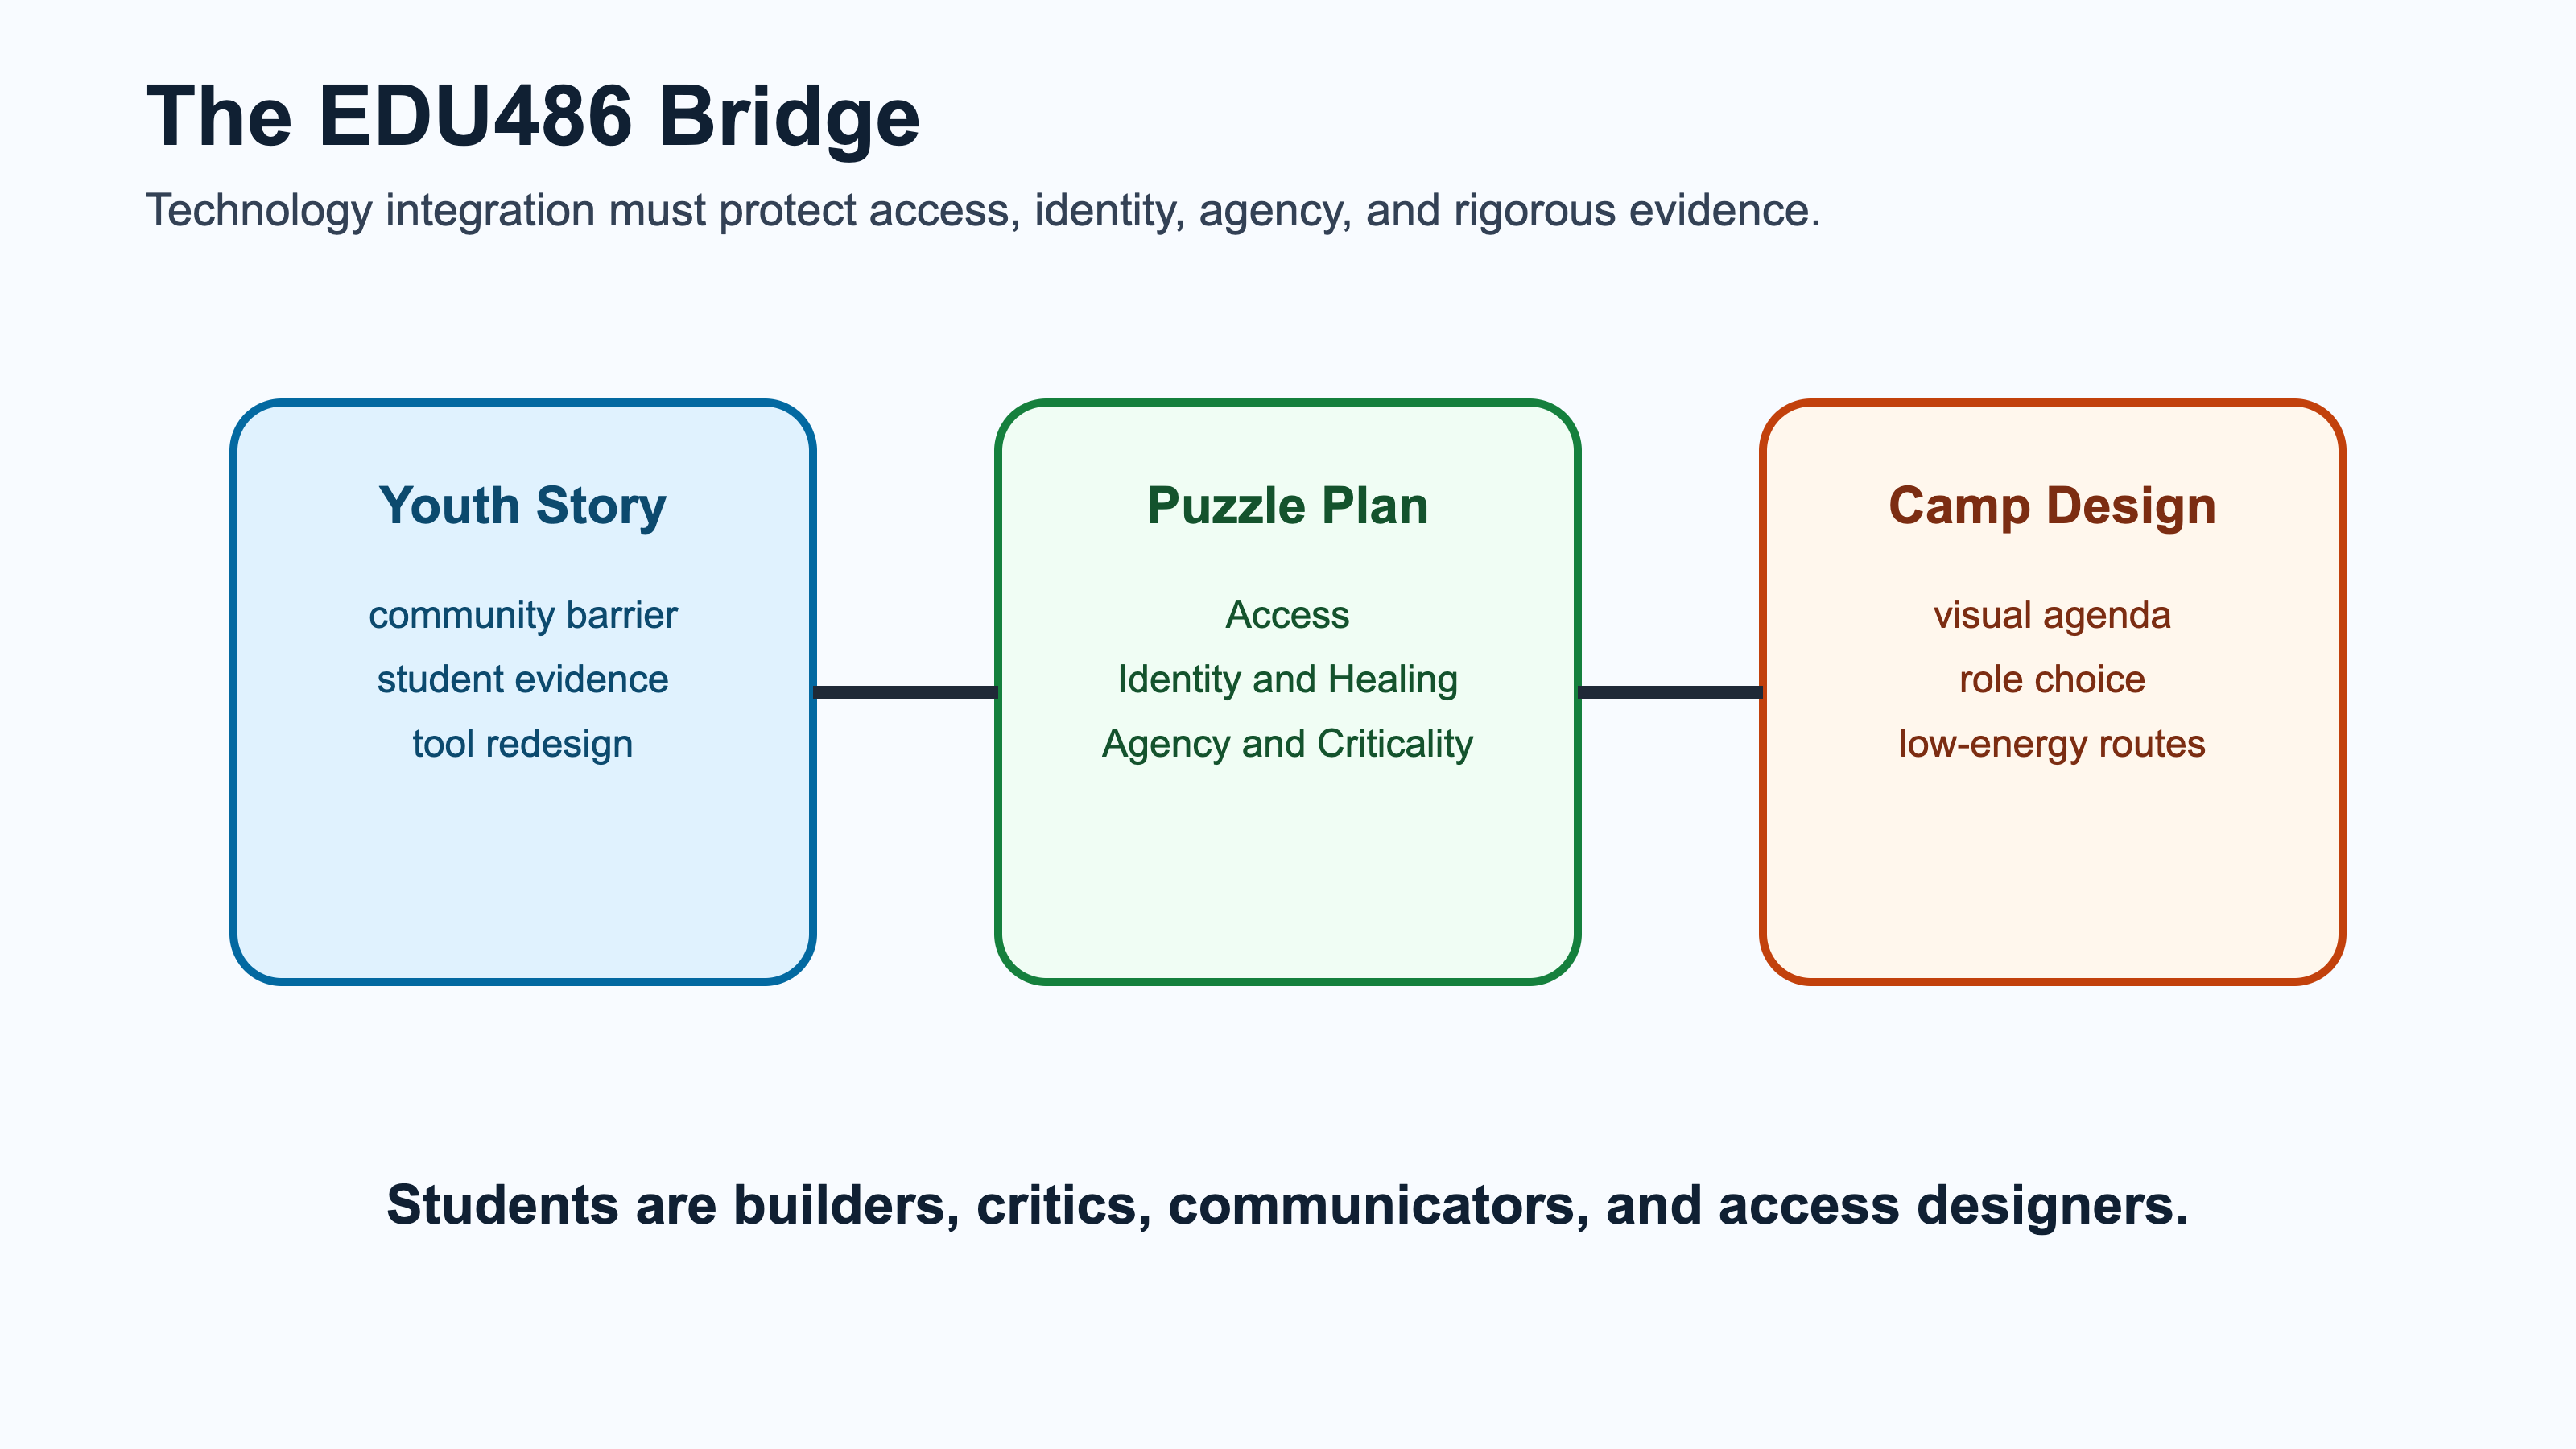 The EDU486 Bridge
Technology integration must protect access, identity, agency, and rigorous evidence.
Youth Story
community barrier
student evidence
tool redesign
Puzzle Plan
Access
Identity and Healing
Agency and Criticality
Camp Design
visual agenda
role choice
low-energy routes
Students are builders, critics, communicators, and access designers.